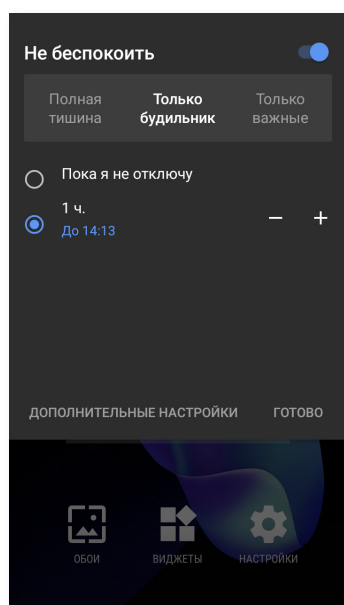 Не беспокоить
Полная Только Только
тишина будильник важные
Пока я не отключу
1 ч.
До 14:13
ДОПОЛНИТЕЛЬНЫЕ НАСТРОЙКИ ГОТОВО
ОБОИ ВИДЖЕТЫ НАСТРОЙКИ